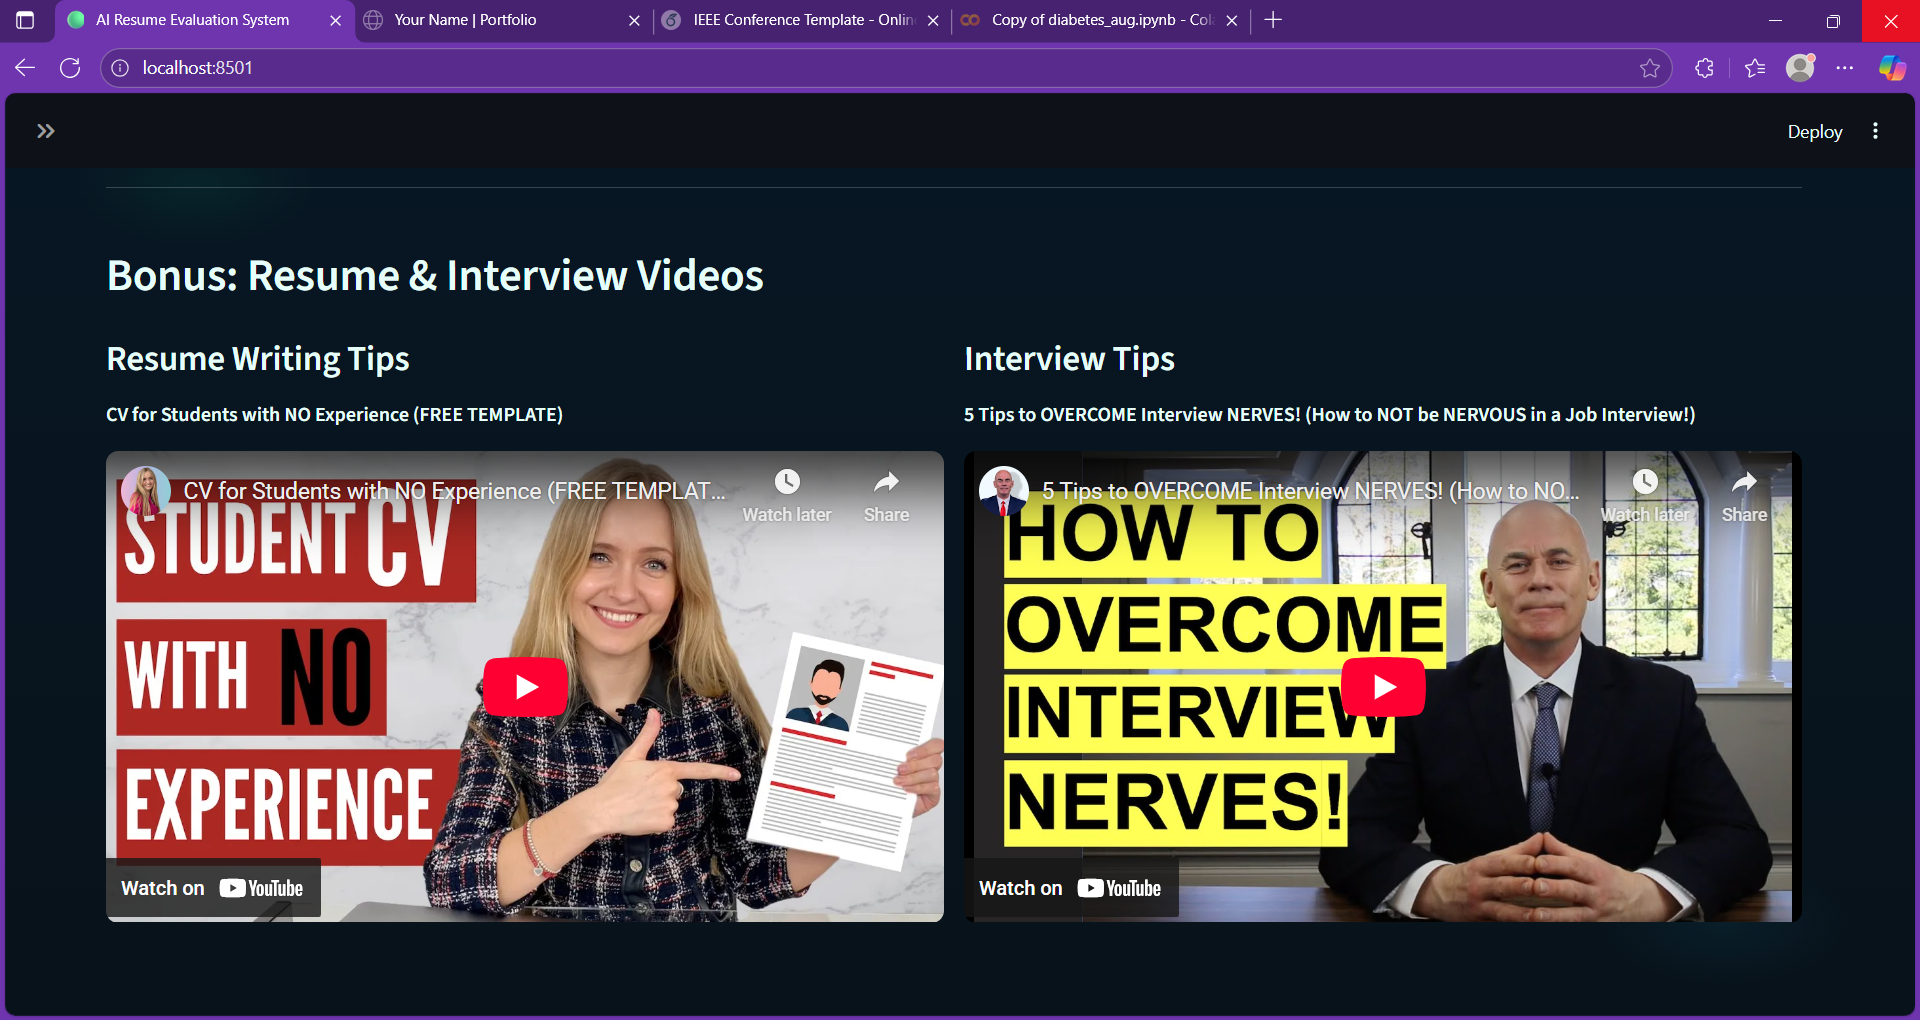 AI Resume Evaluation System
Your Name | Portfolio
IEEE Conference Template - Onlin
Copy of diabetes_aug.ipynb - Col
localhost:8501
Deploy
Bonus: Resume & Interview Videos
Resume Writing Tips
CV for Students with NO Experience (FREE TEMPLATE)
CV for Students with NO Experience (FREE TEMPLAT...
Watch later
Share
STUDENT CV
WITH NO
EXPERIENCE
Watch on YouTube
Interview Tips
5 Tips to OVERCOME Interview NERVES! (How to NOT be NERVOUS in a Job Interview!)
5 Tips to OVERCOME Interview NERVES! (How to NO...
Watch later
Share
HOW TO
OVERCOME
INTERVIEW
NERVES!
Watch on YouTube